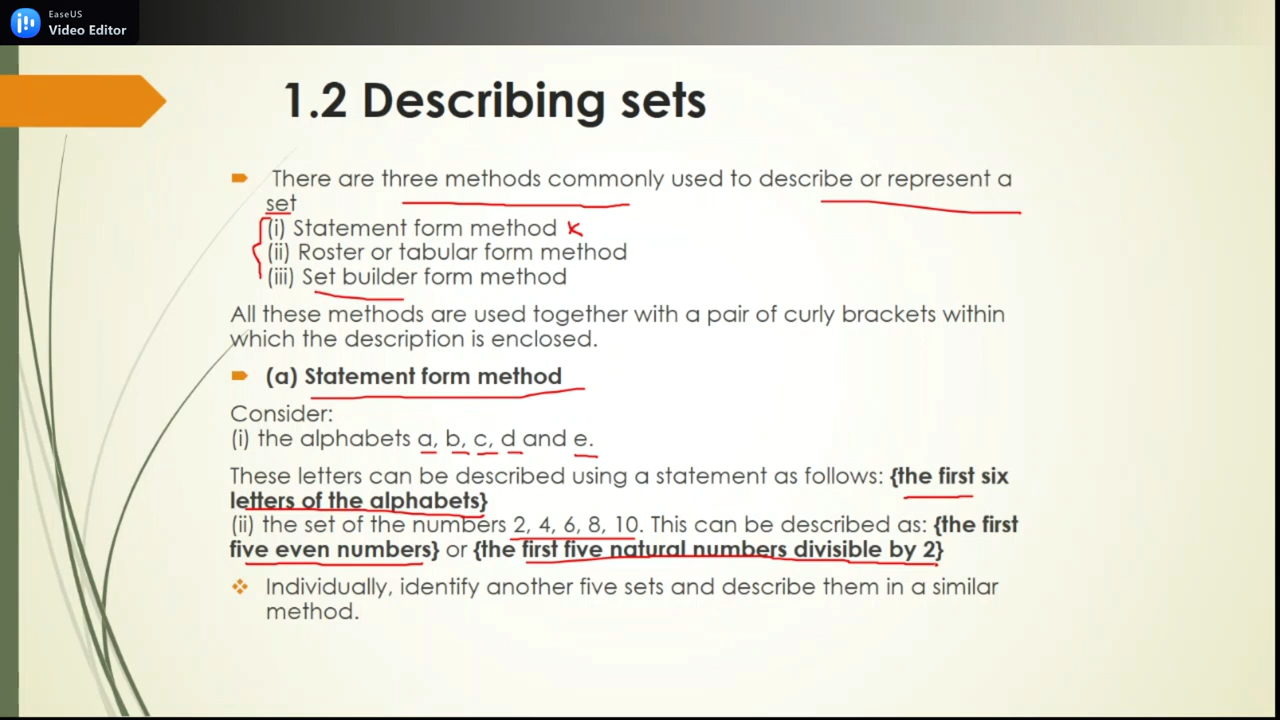 EaseUS
Video Editor
1.2 Describing sets
There are three methods commonly used to describe or represent a
set
(i) Statement form method x
(ii) Roster or tabular form method
(iii) Set builder form method
All these methods are used together with a pair of curly brackets within
which the description is enclosed.
(a) Statement form method
Consider:
(i) the alphabets a, b, c, d and e.
These letters can be described using a statement as follows: {the first six
letters of the alphabets}
(ii) the set of the numbers 2, 4, 6, 8, 10. This can be described as: {the first
five even numbers} or {the first five natural numbers divisible by 2}
Individually, identify another five sets and describe them in a similar
method.